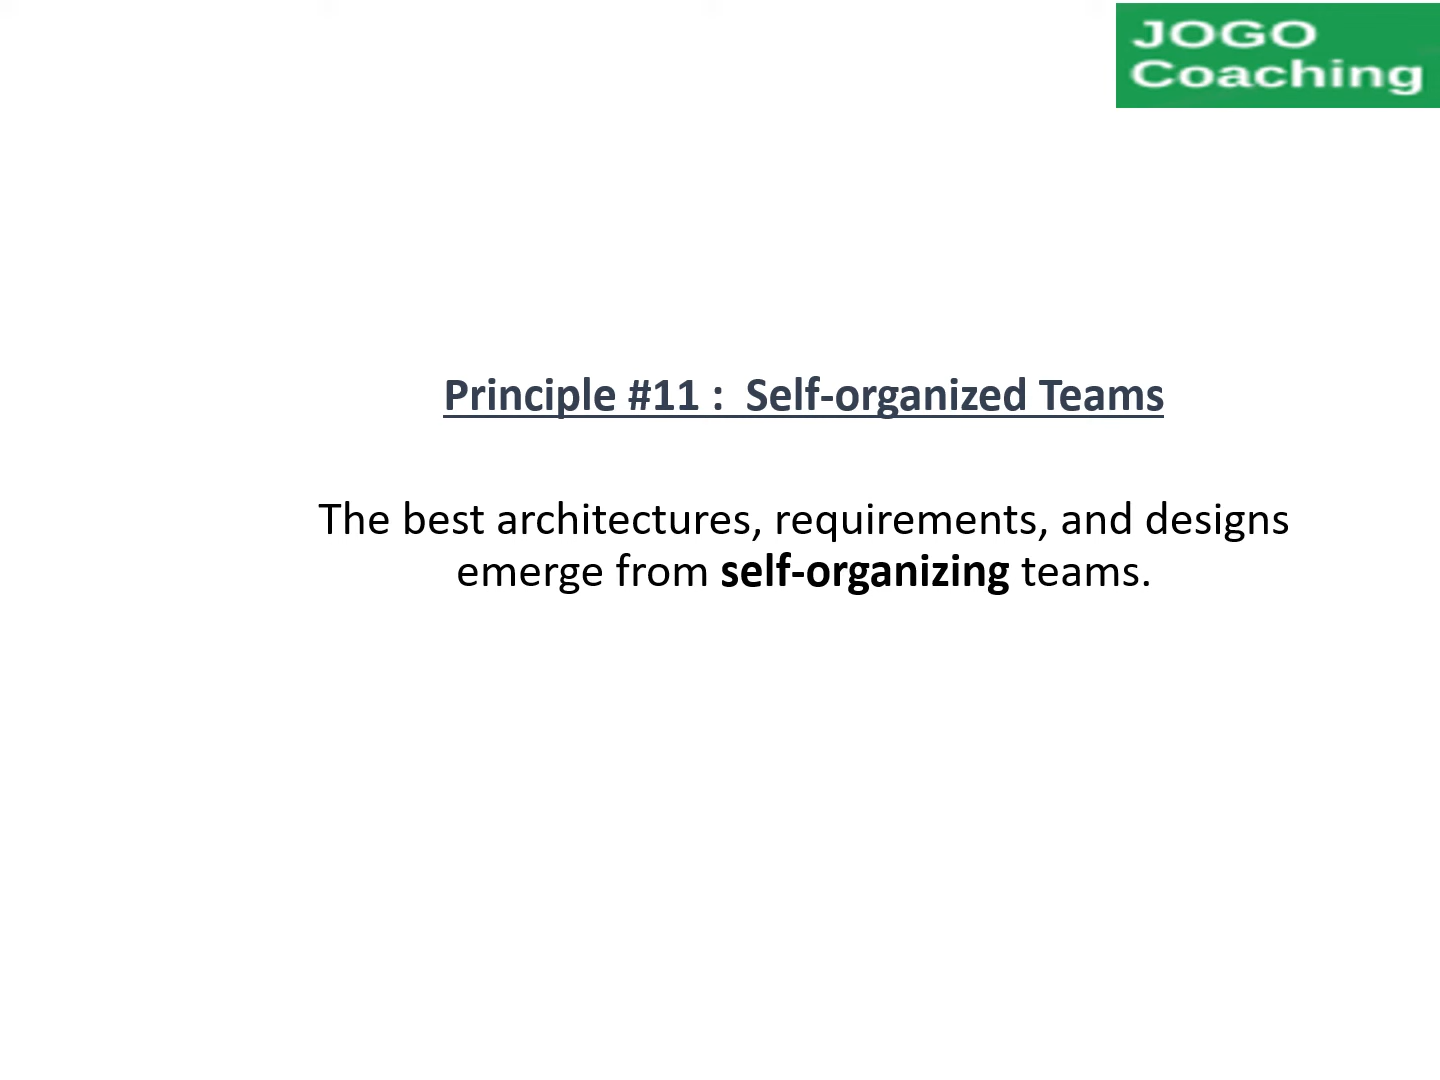 JOGO
Coaching
Principle #11 :  Self-organized Teams
The best architectures, requirements, and designs
emerge from self-organizing teams.